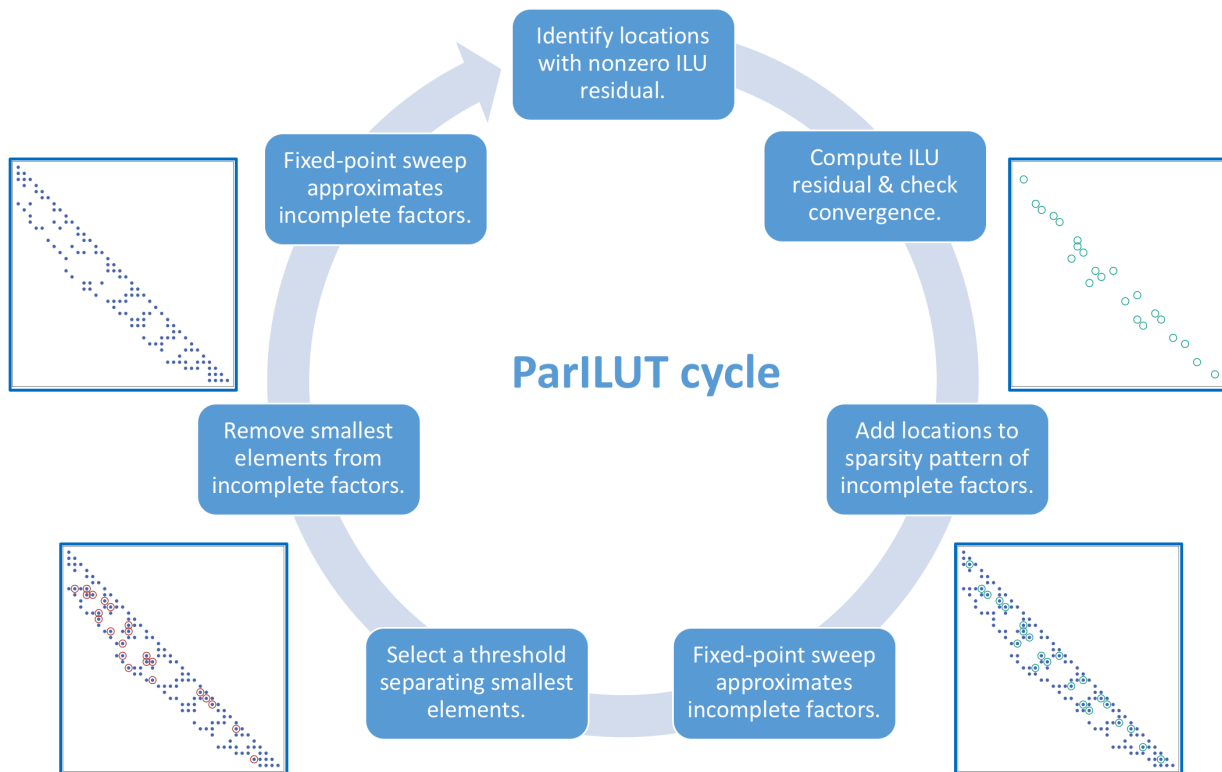 Identify locations
with nonzero ILU
residual.
Compute ILU
residual & check
convergence.
Add locations to
sparsity pattern of
incomplete factors.
Fixed-point sweep
approximates
incomplete factors.
Select a threshold
separating smallest
elements.
Remove smallest
elements from
incomplete factors.
Fixed-point sweep
approximates
incomplete factors.
ParILUT cycle